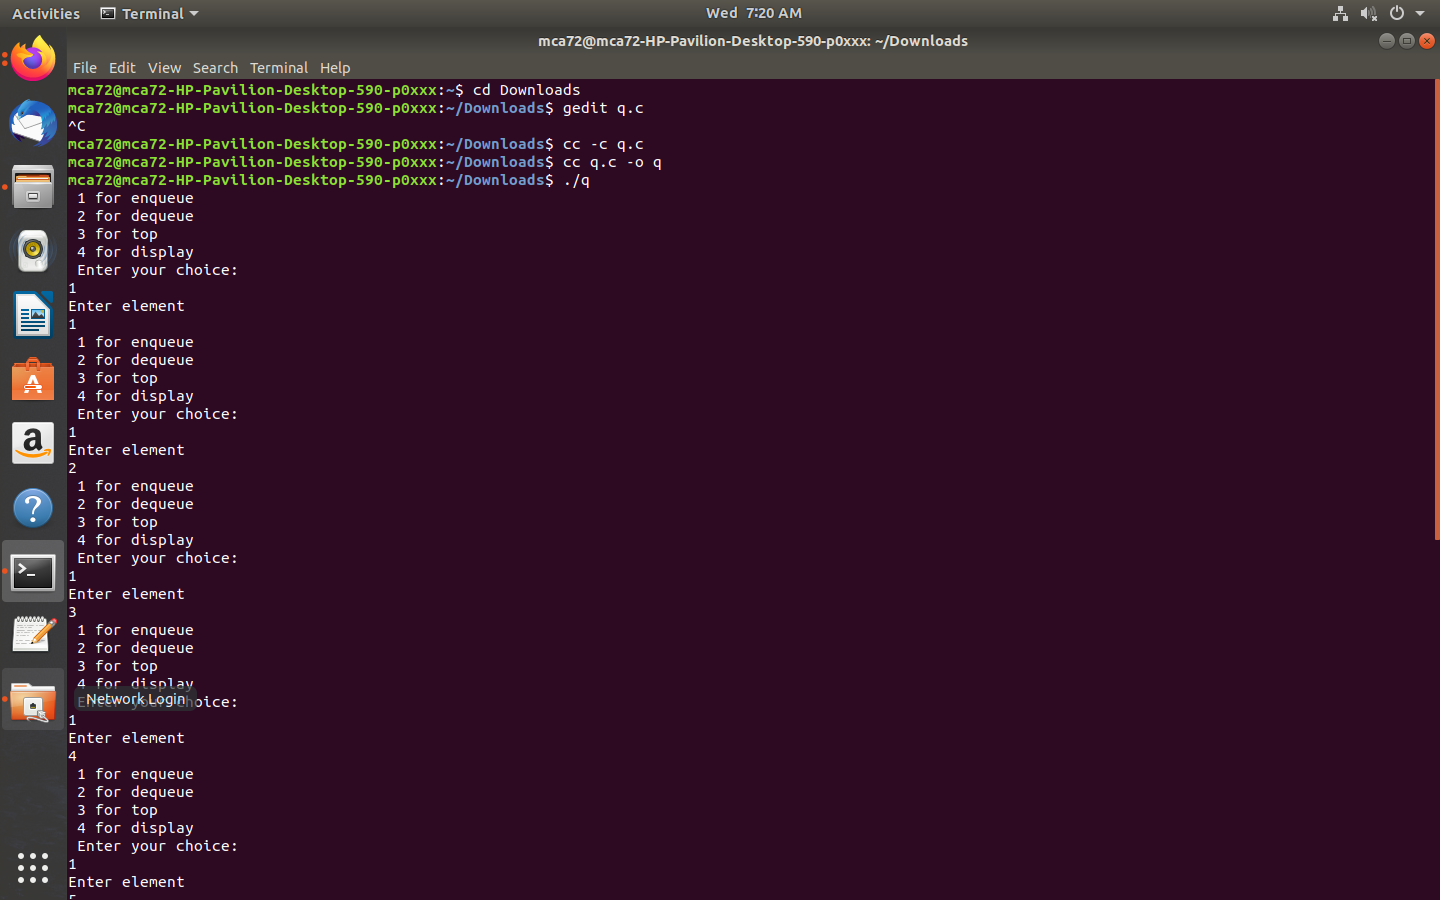 Activities
Terminal
Wed 7:20 AM
mca72@mca72-HP-Pavilion-Desktop-590-p0xxx: ~/Downloads
File Edit View Search Terminal Help
mca72@mca72-HP-Pavilion-Desktop-590-p0xxx:~$ cd Downloads
mca72@mca72-HP-Pavilion-Desktop-590-p0xxx:~/Downloads$ gedit q.c
^C
mca72@mca72-HP-Pavilion-Desktop-590-p0xxx:~/Downloads$ cc -c q.c
mca72@mca72-HP-Pavilion-Desktop-590-p0xxx:~/Downloads$ cc q.c -o q
mca72@mca72-HP-Pavilion-Desktop-590-p0xxx:~/Downloads$ ./q
1 for enqueue
2 for dequeue
3 for top
4 for display
Enter your choice:
1
Enter element
1
1 for enqueue
2 for dequeue
3 for top
4 for display
Enter your choice:
1
Enter element
2
1 for enqueue
2 for dequeue
3 for top
4 for display
Enter your choice:
1
Enter element
3
1 for enqueue
2 for dequeue
3 for top
4 for display
Network Login
Enter your choice:
1
Enter element
4
1 for enqueue
2 for dequeue
3 for top
4 for display
Enter your choice:
1
Enter element